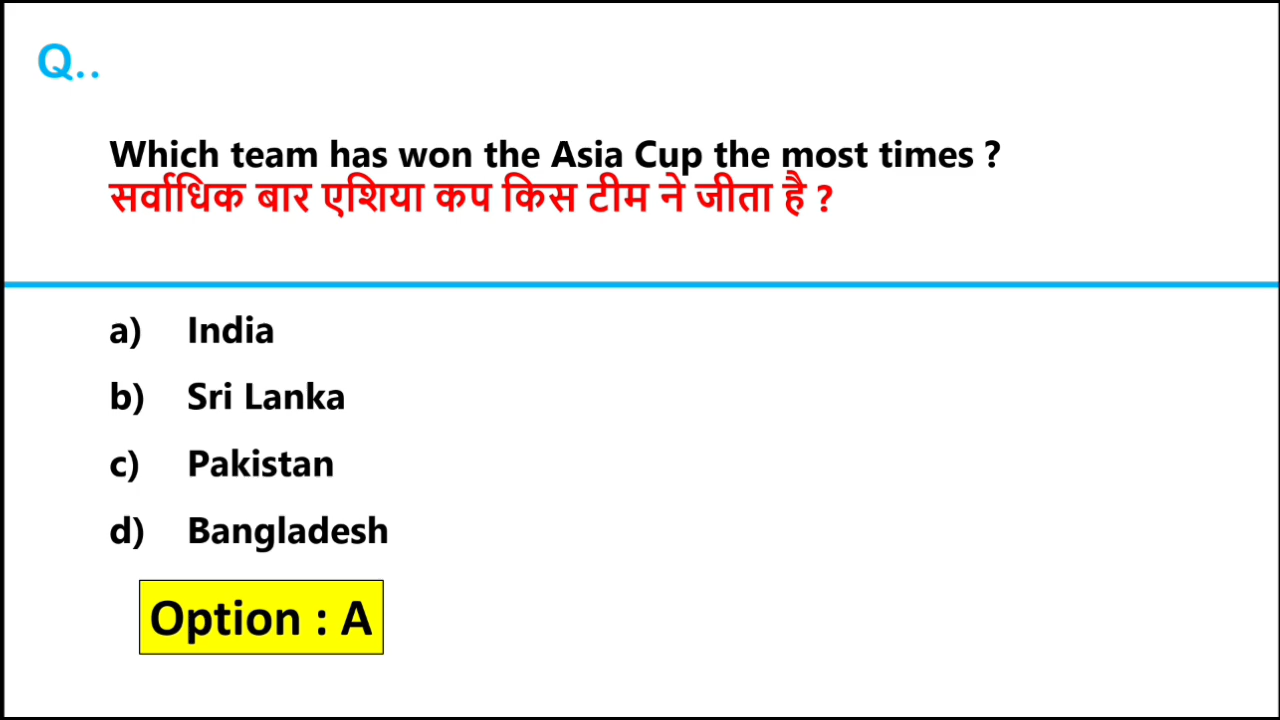 Q..
Which team has won the Asia Cup the most times ?
सर्वाधिक बार एशिया कप किस टीम ने जीता है ?
a) India
b) Sri Lanka
c) Pakistan
d) Bangladesh
Option : A